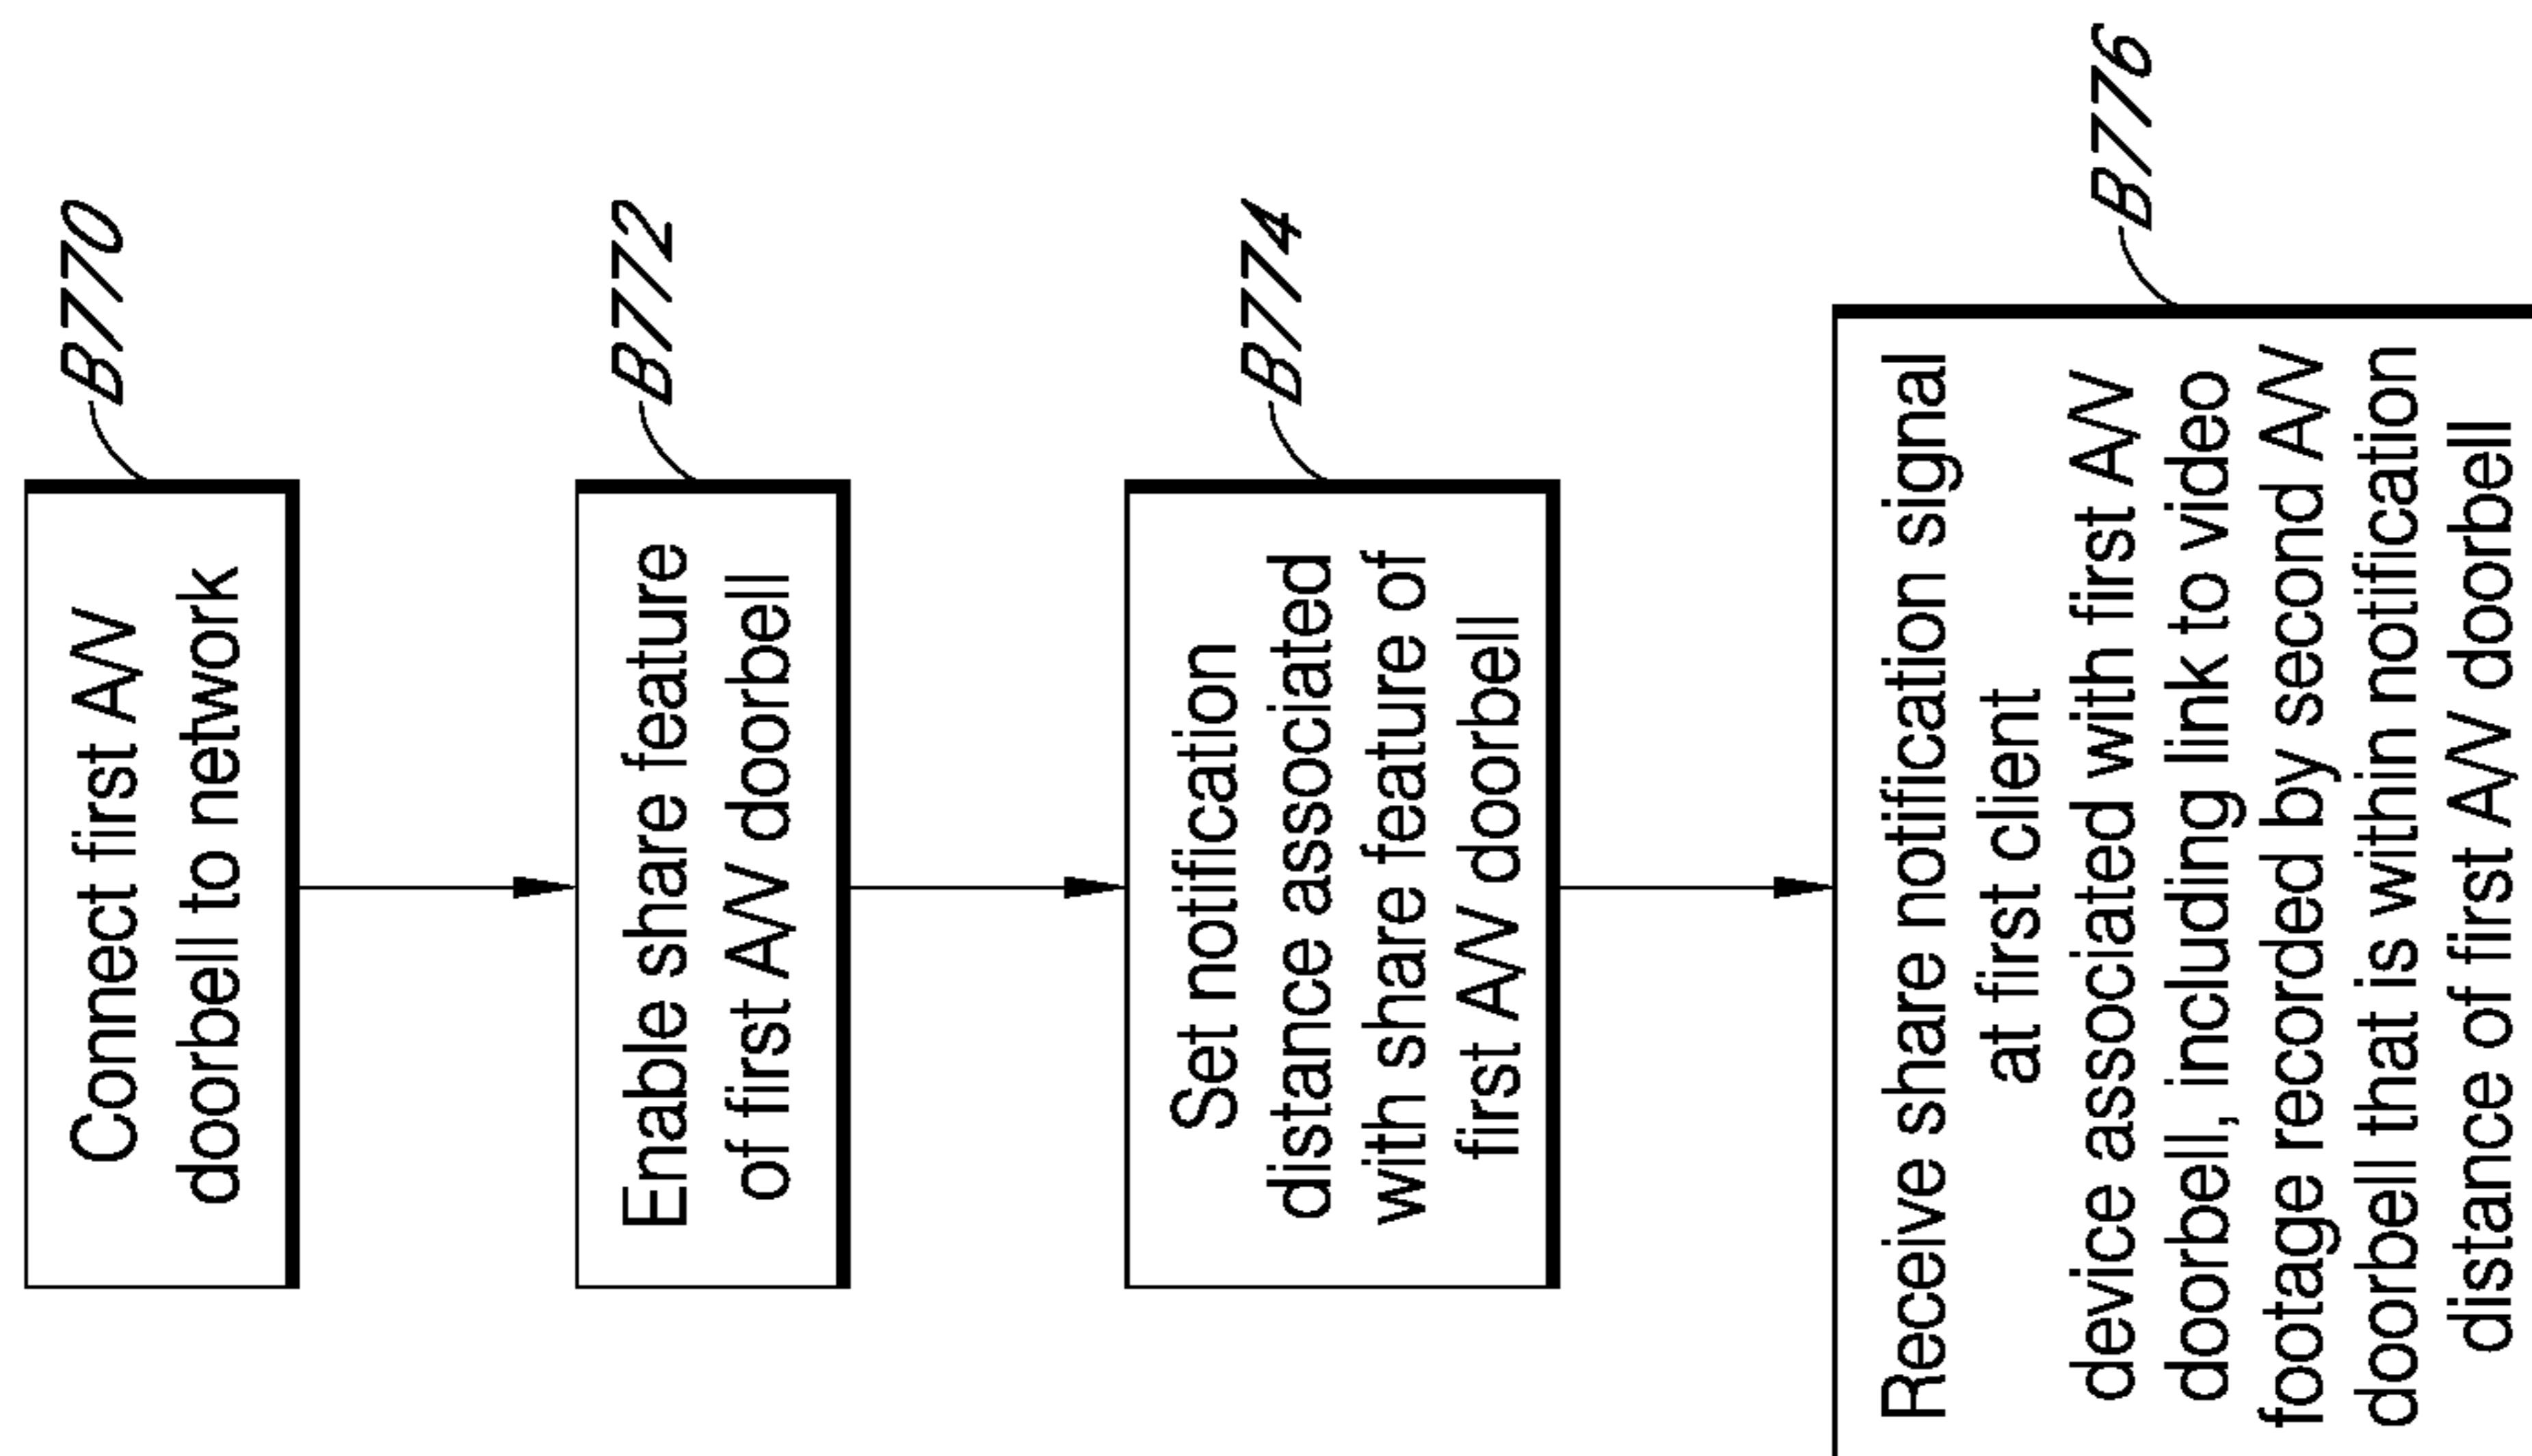 B770
Connect first A/V
doorbell to network
B772
Enable share feature
of first A/V doorbell
B774
Set notification
distance associated
with share feature of
first A/V doorbell
B776
Receive share notification signal
at first client
device associated with first A/V
doorbell, including link to video
footage recorded by second A/V
doorbell that is within notification
distance of first A/V doorbell